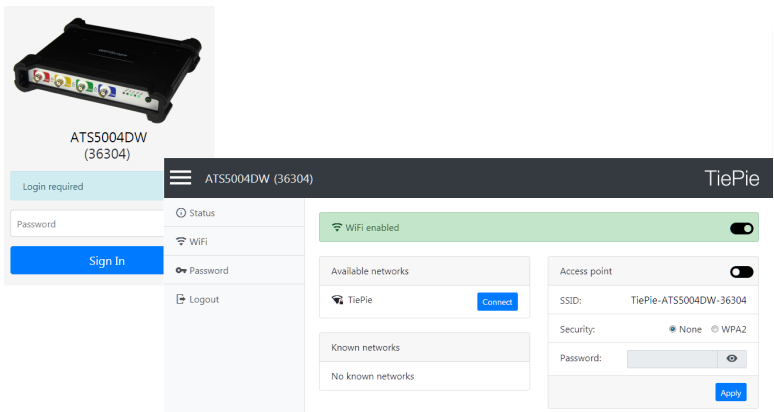 ATS5004DW
(36304)
Login required
Password
Sign In
ATS5004DW (36304)
TiePie
Status
WiFi
Password
Logout
WiFi enabled
Available networks
TiePie
Connect
Known networks
No known networks
Access point
SSID: TiePie-ATS5004DW-36304
Security: None WPA2
Password:
Apply